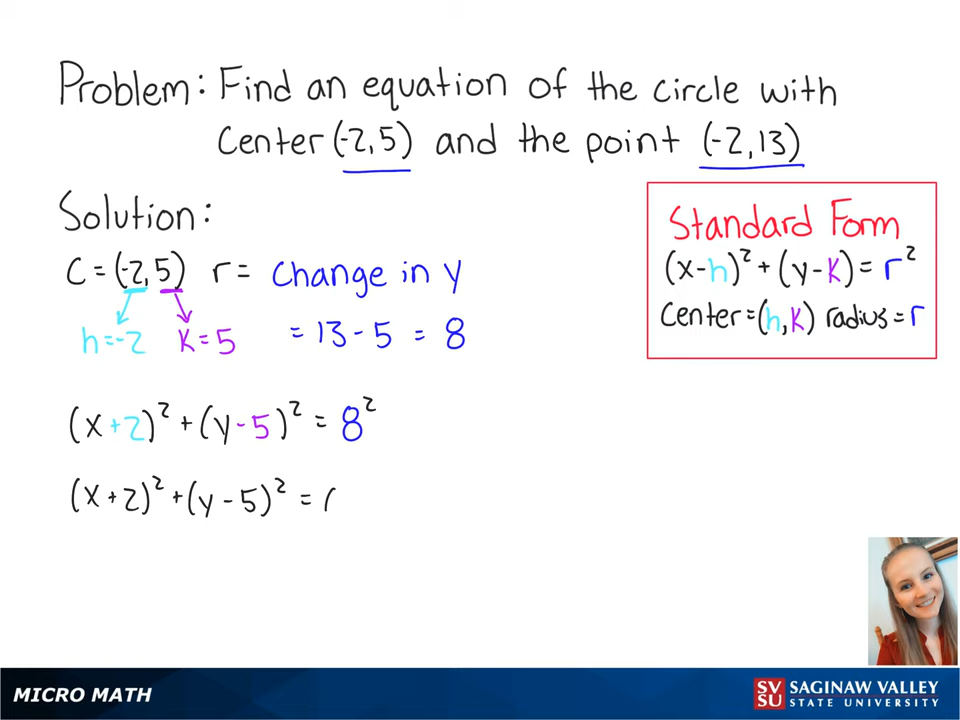 Problem: Find an equation of the circle with
center (-2,5) and the point (-2,13)
Solution:
C = (-2, 5) r = change in y
h = -2 K = 5 = 13 - 5 = 8
(x + 2)² + (y - 5)² = 8²
(x + 2)² + (y - 5)² =
Standard Form
(x - h)² + (y - K) = r²
center = (h, K) radius = r
MICRO MATH
SV SU SAGINAW VALLEY
STATE UNIVERSITY